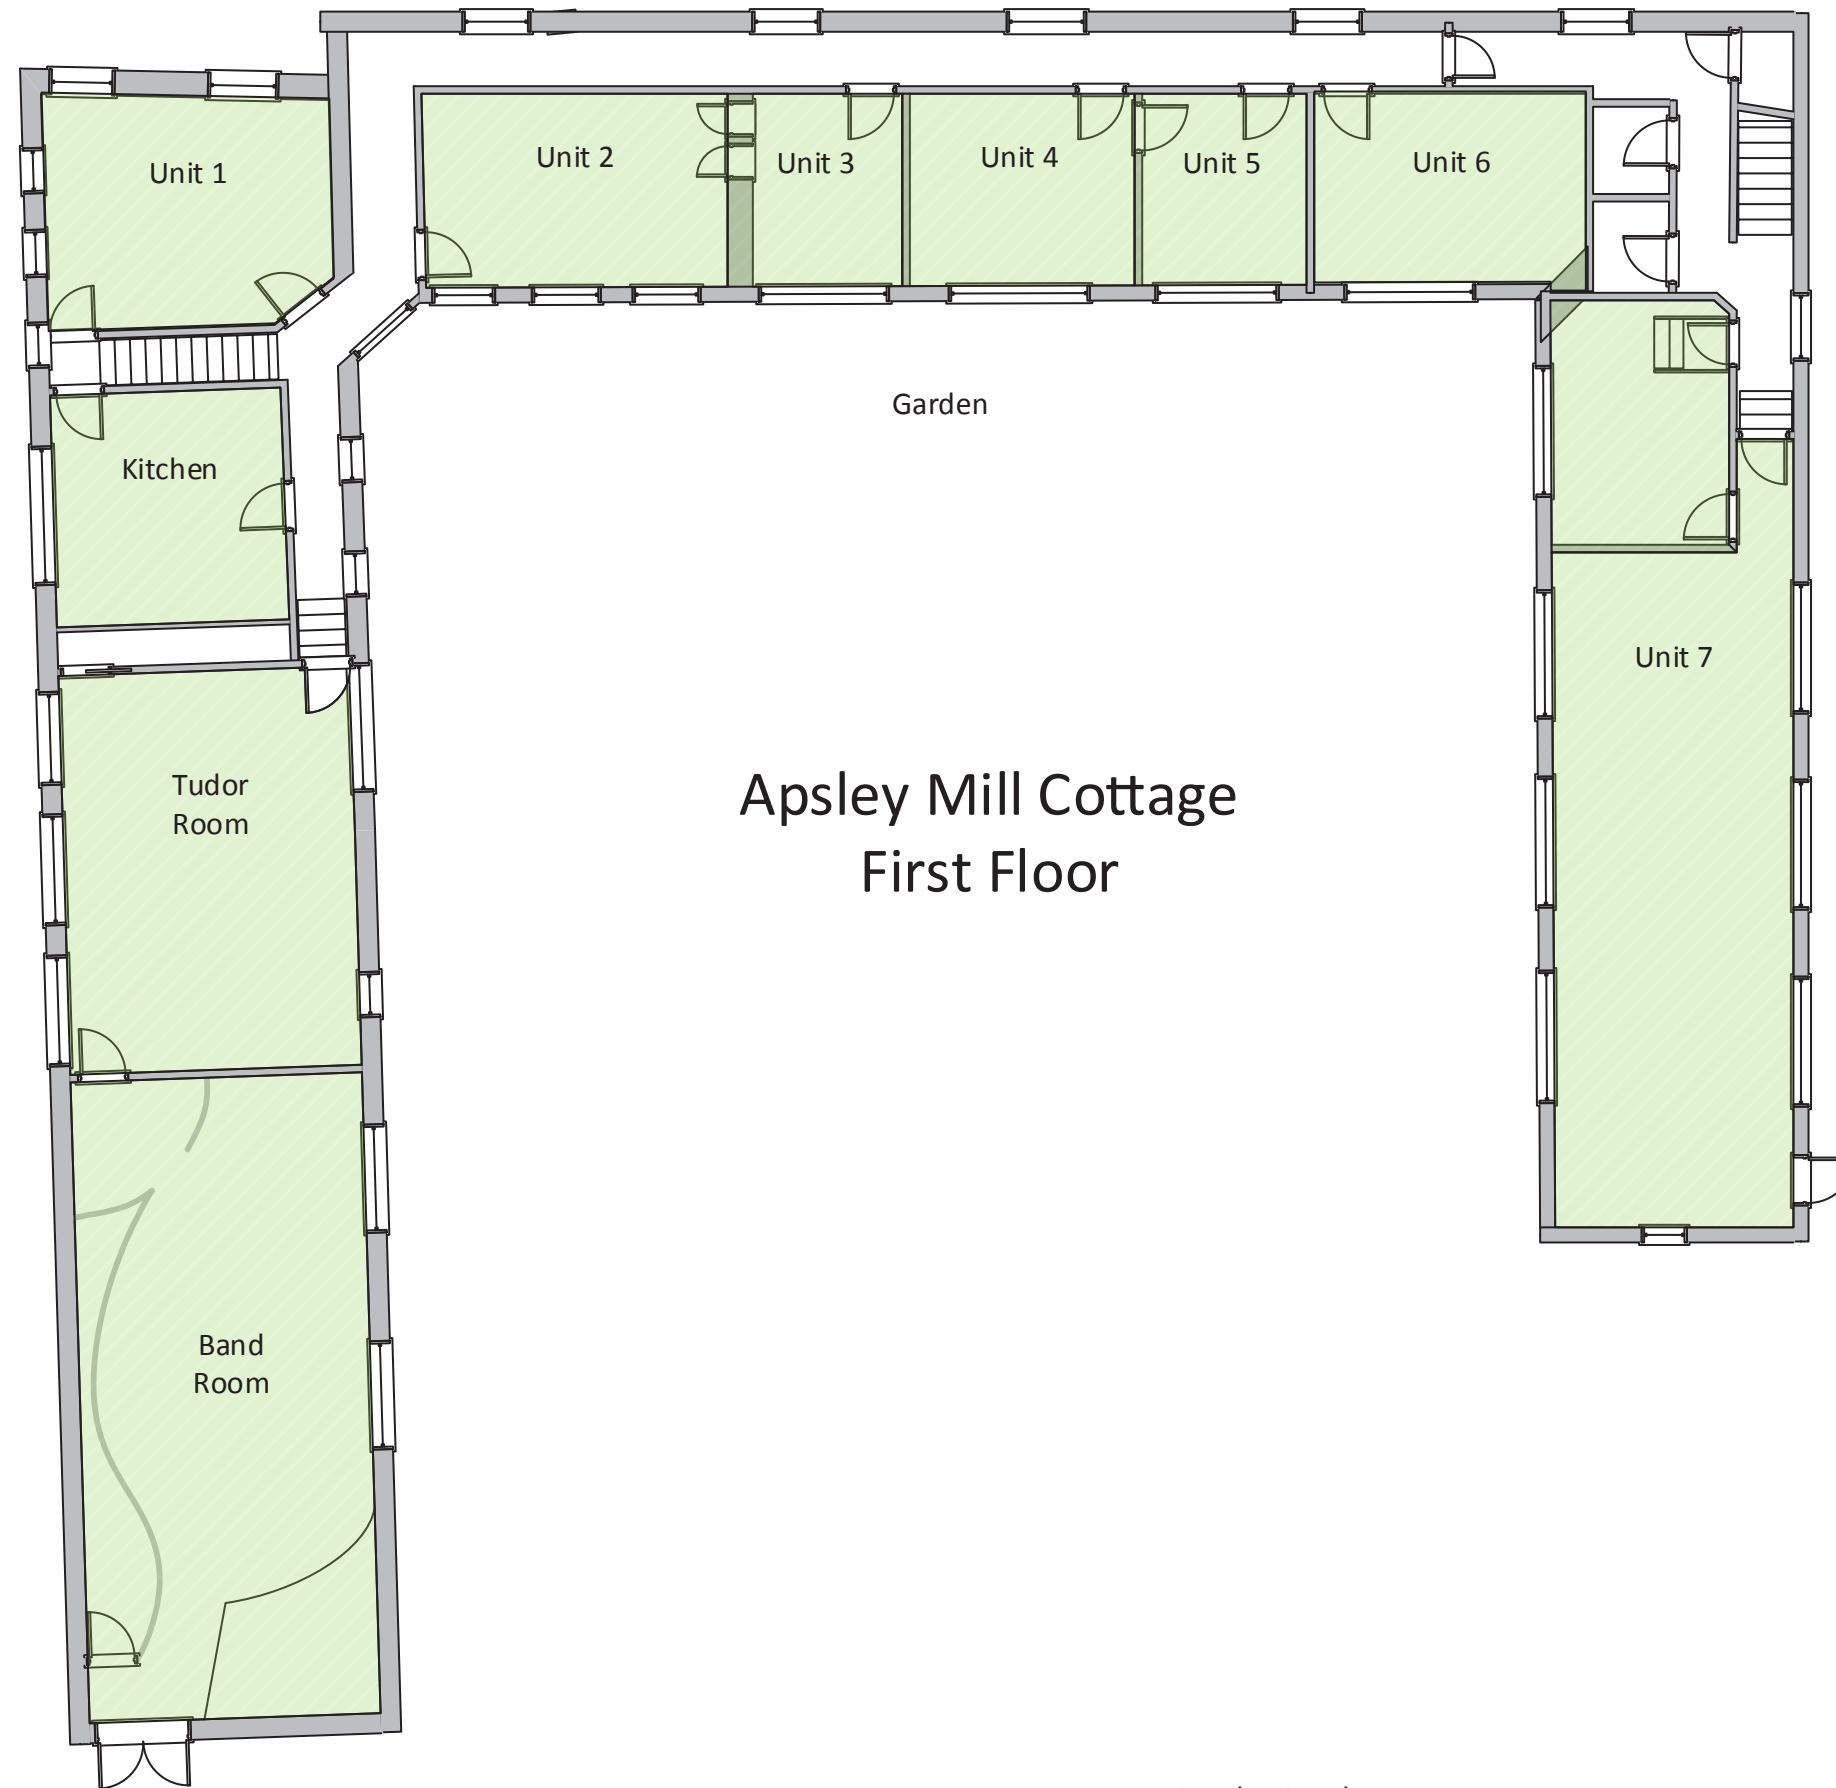 Unit 1
Unit 2
Unit 3
Unit 4
Unit 5
Unit 6
Garden
Kitchen
Unit 7
Tudor
Room
Apsley Mill Cottage
First Floor
Band
Room